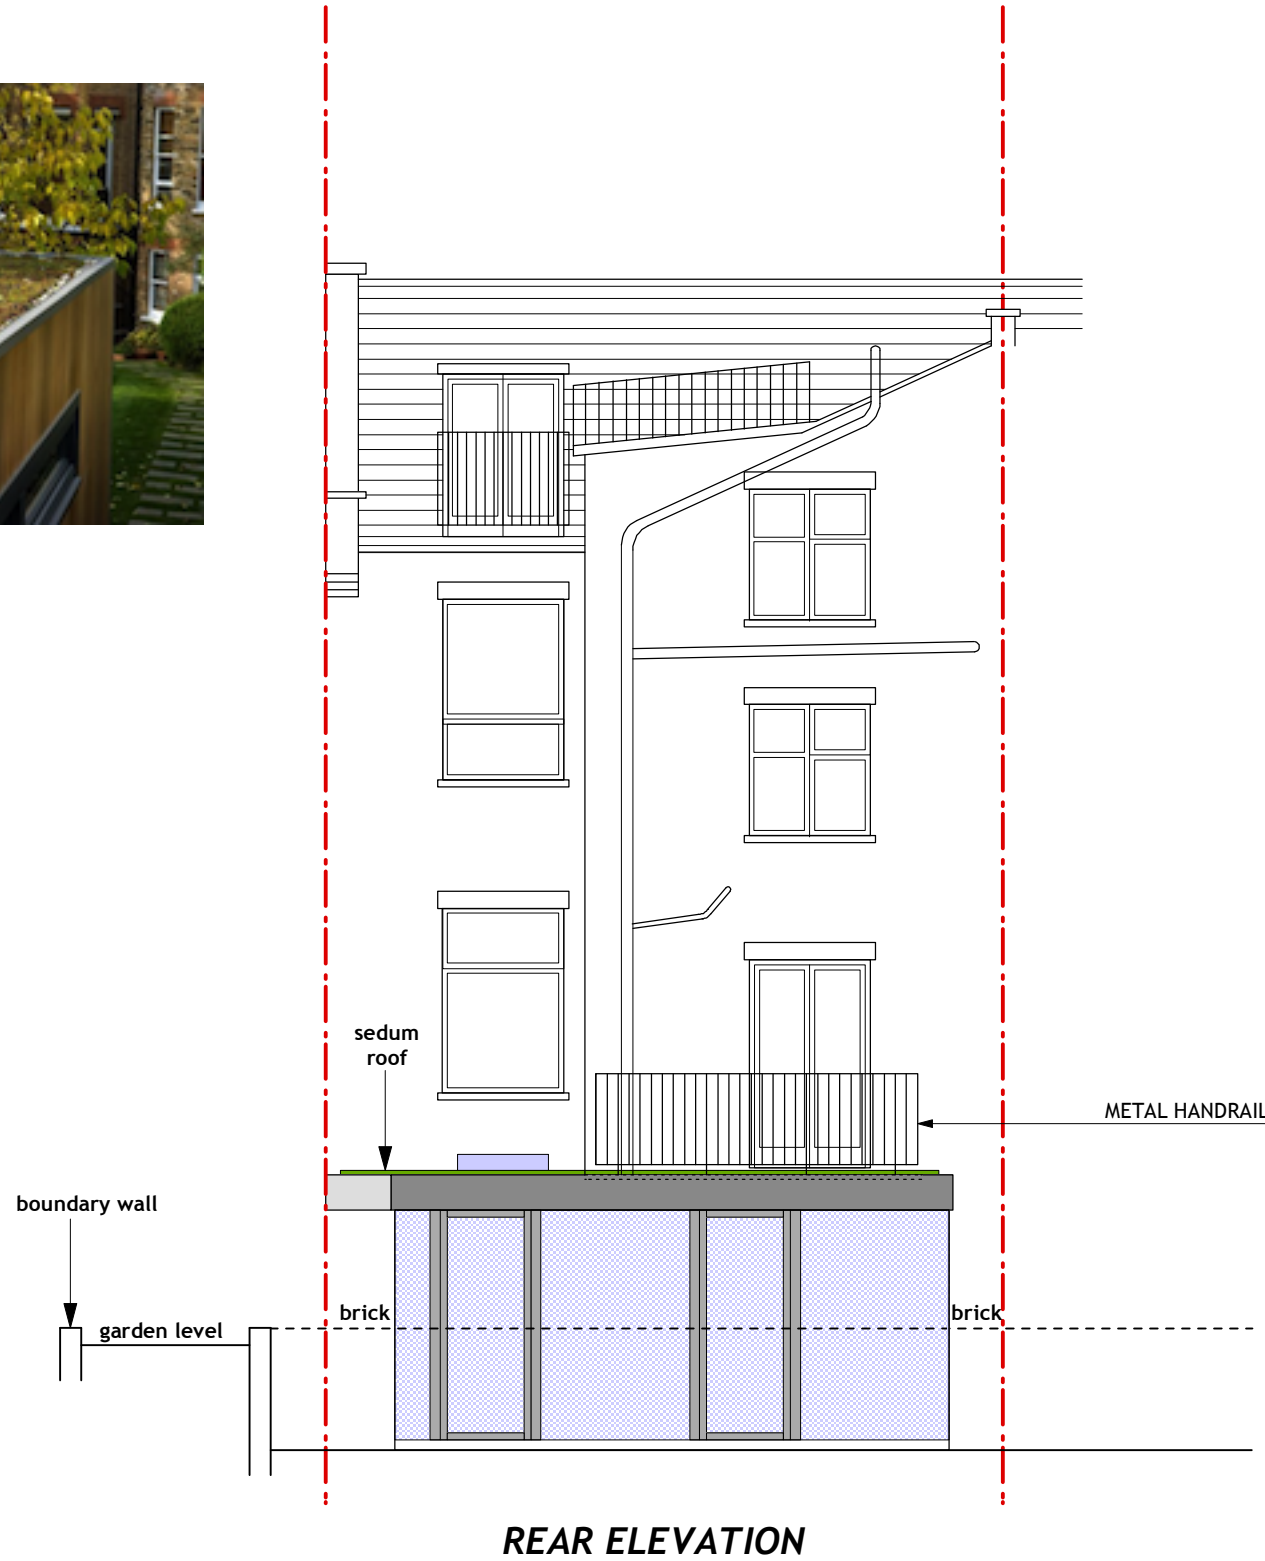 sedum
roof
METAL HANDRAIL
boundary wall
brick
brick
garden level
REAR ELEVATION